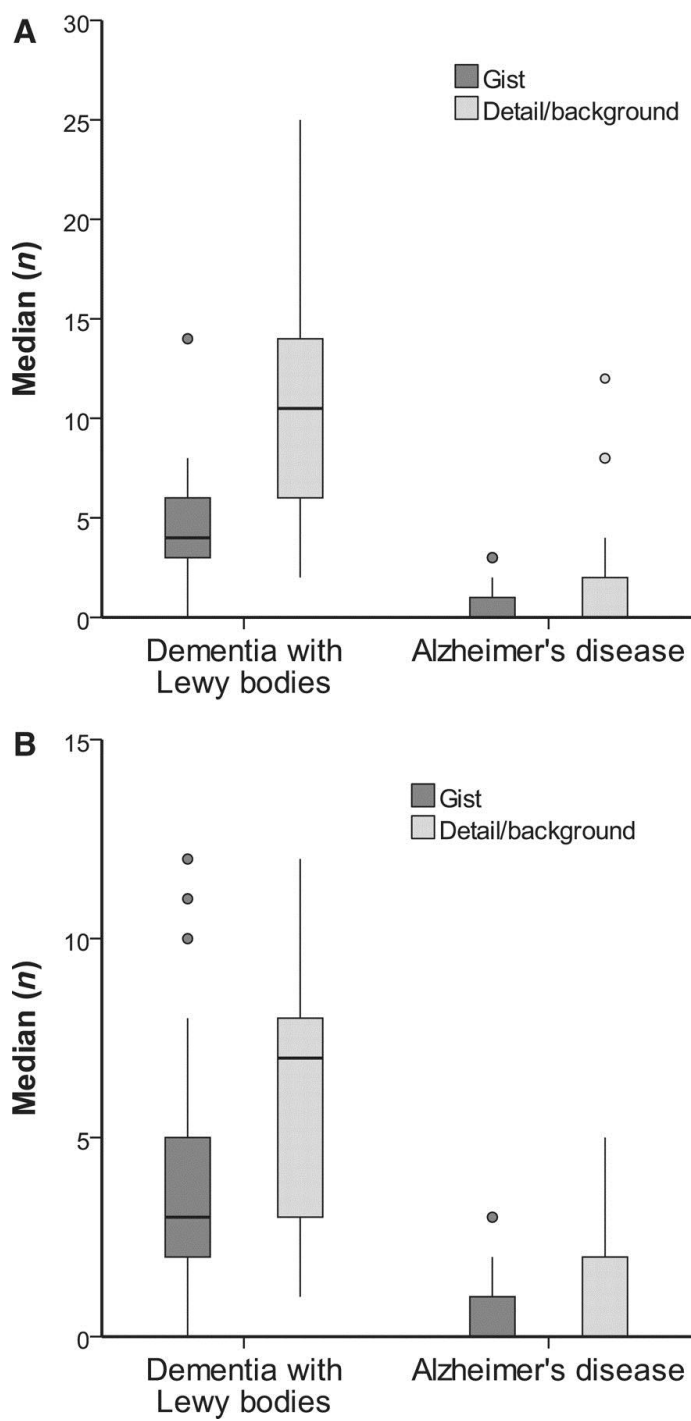 A
30
25
20
15
10
5
0
Median (n)
Gist
Detail/background
Dementia with
Lewy bodies
Alzheimer's disease
B
15
10
5
0
Median (n)
Gist
Detail/background
Dementia with
Lewy bodies
Alzheimer's disease